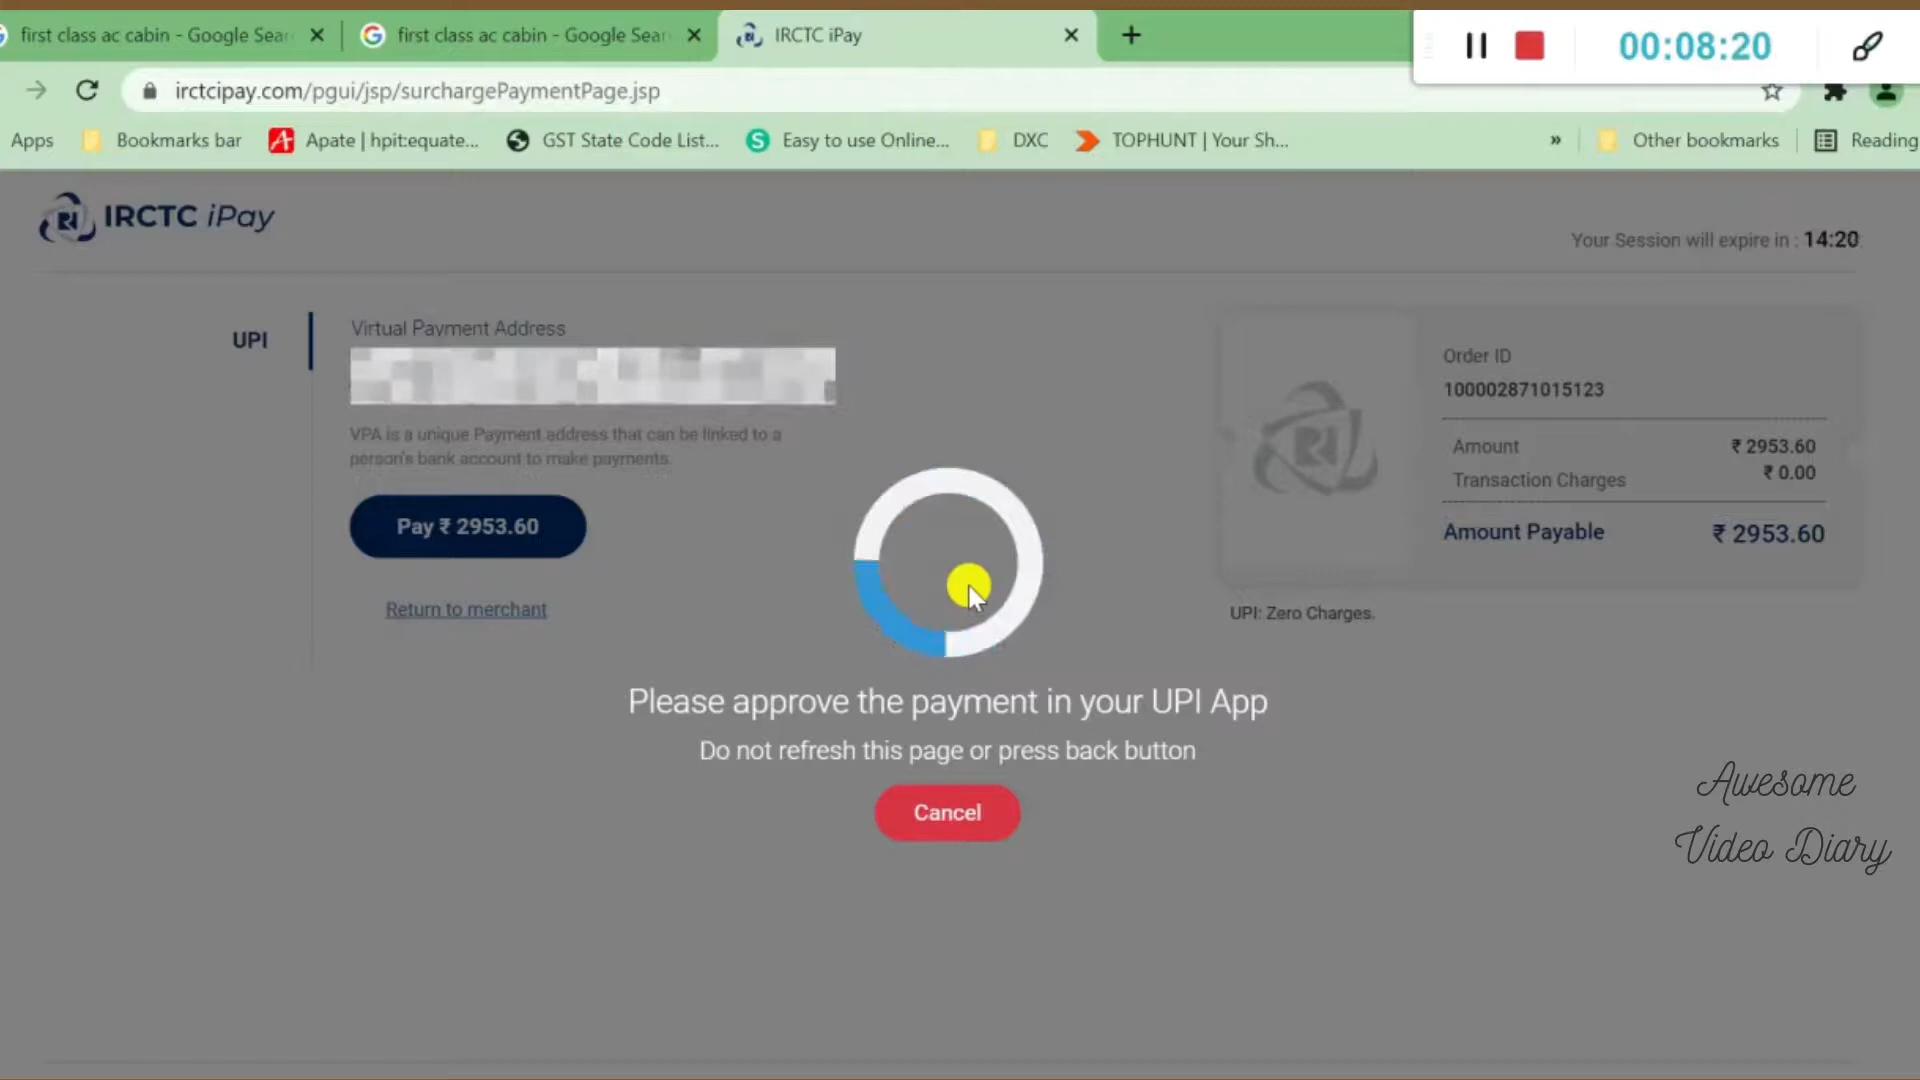 first class ac cabin - Google Sear
first class ac cabin - Google Sear
IRCTC iPay
00:08:20
irctcipay.com/pgui/jsp/surchargePaymentPage.jsp
Apps
Bookmarks bar
Apate | hpit:equate...
GST State Code List...
Easy to use Online...
DXC
TOPHUNT | Your Sh...
»
Other bookmarks
Reading
IRCTC iPay
Your Session will expire in : 14:20
UPI
Virtual Payment Address
VPA is a unique Payment address that can be linked to a
person's bank account to make payments.
Pay ₹ 2953.60
Return to merchant
Order ID
100002871015123
Amount ₹ 2953.60
Transaction Charges ₹ 0.00
Amount Payable ₹ 2953.60
UPI: Zero Charges.
Please approve the payment in your UPI App
Do not refresh this page or press back button
Cancel
Awesome
Video Diary